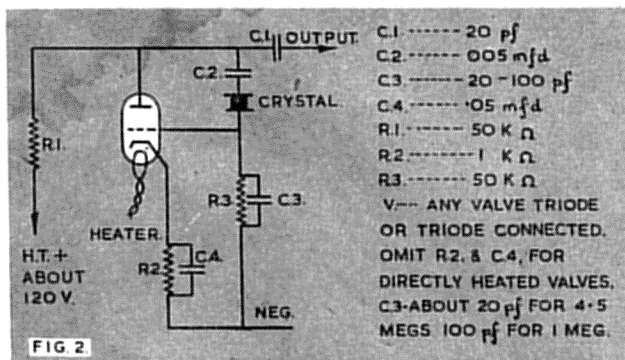 C.1. OUTPUT.
C.2.
CRYSTAL.
R.1.
R.3.
C.3.
HEATER.
H.T.+
ABOUT
120 V.
R.2.
C.4.
NEG.
FIG. 2.
C.1. ------ 20 pf
C.2. ------ ·005 mfd
C.3. ------ 20-100 pf
C.4. ------ ·05 mfd
R.1. ------ 50 K Ω
R.2. ------ 1 K Ω
R.3. ------ 50 K Ω
V.--- ANY VALVE TRIODE
OR TRIODE CONNECTED.
OMIT R.2. & C.4, FOR
DIRECTLY HEATED VALVES.
C.3-ABOUT 20 pf FOR 4·5
MEGS 100 pf FOR 1 MEG.